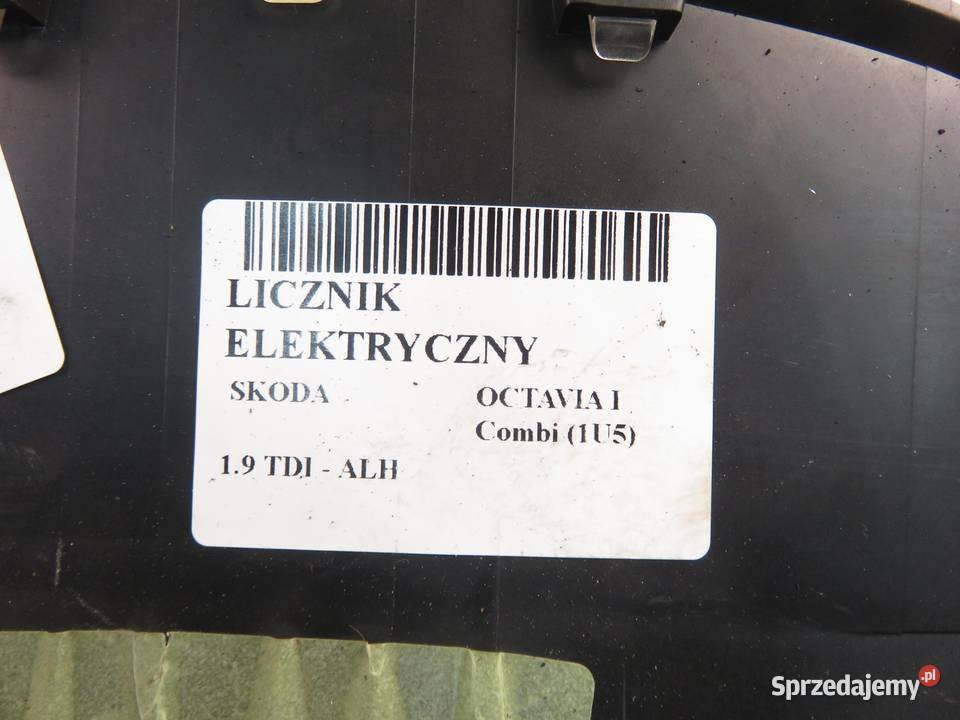 LICZNIK
ELEKTRYCZNY
SKODA OCTAVIA I
Combi (1U5)
1.9 TDI - ALH
Sprzedajemy.pl